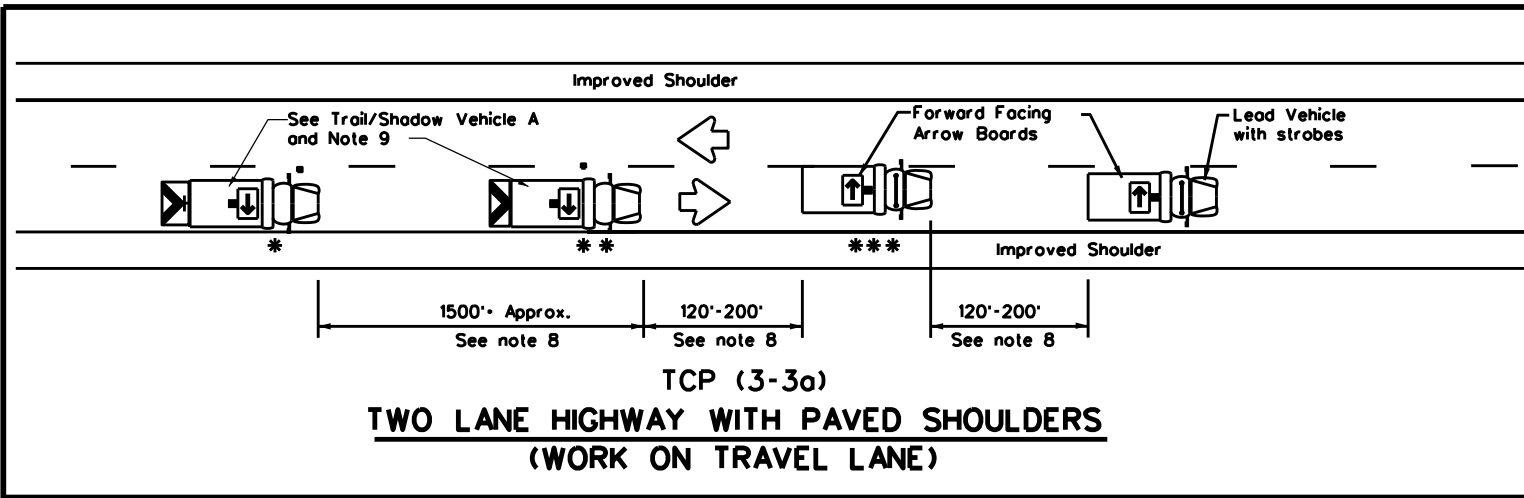 Improved Shoulder
See Trail/Shadow Vehicle A
and Note 9
Forward Facing
Arrow Boards
Lead Vehicle
with strobes
*
* *
***
Improved Shoulder
1500'+ Approx.
See note 8
120'-200'
See note 8
120'-200'
See note 8
TCP (3-3a)
TWO LANE HIGHWAY WITH PAVED SHOULDERS
(WORK ON TRAVEL LANE)